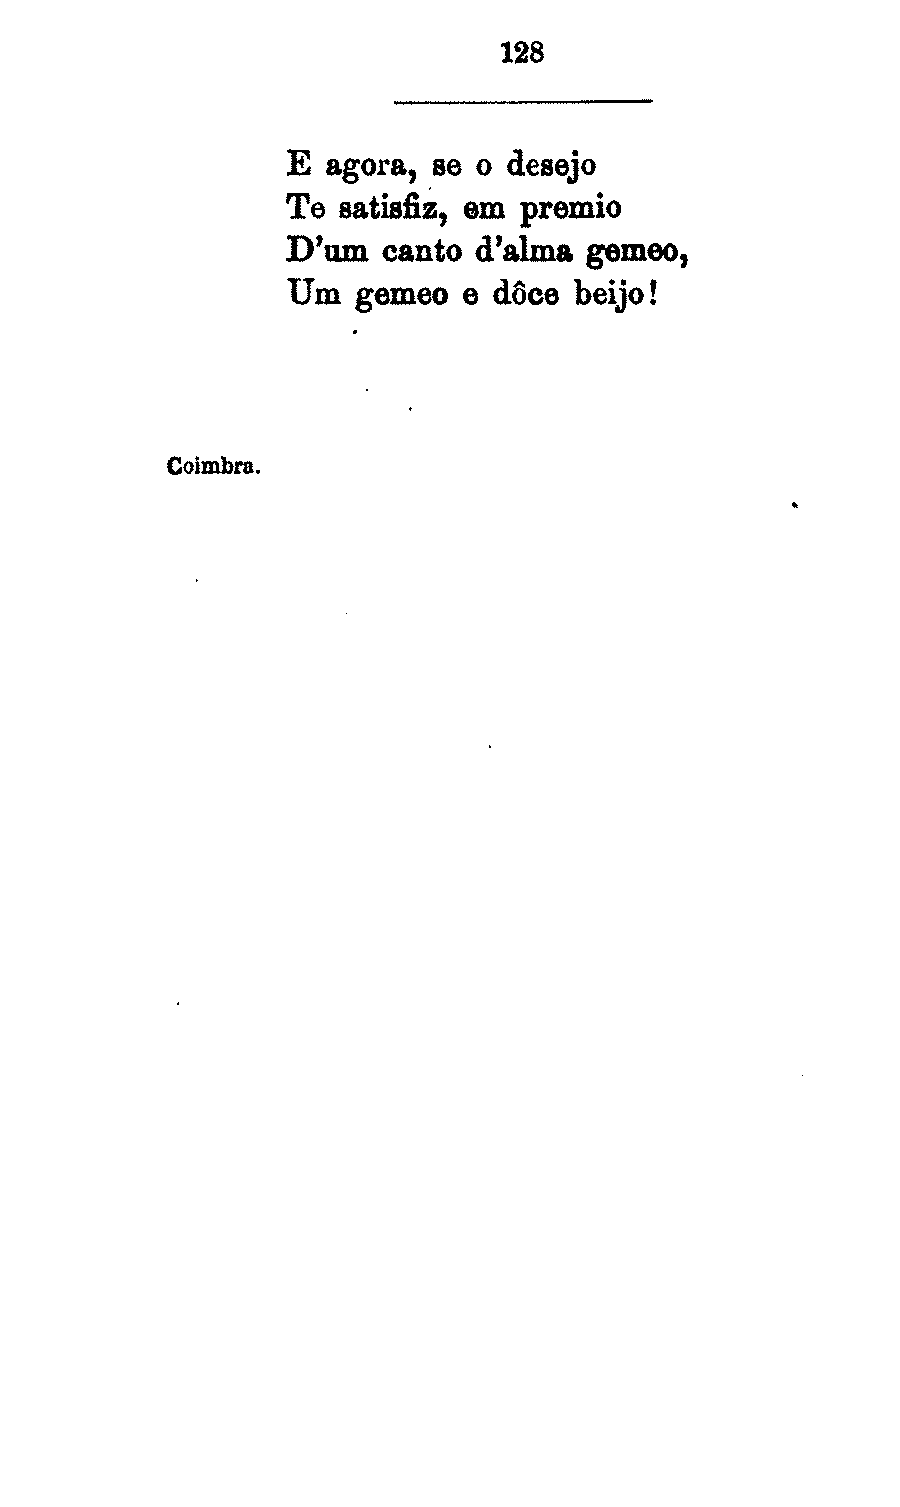 128
E agora, se o desejo
Te satisfiz, em premio
D'um canto d'alma gemeo,
Um gemeo e dôce beijo!
Coimbra.